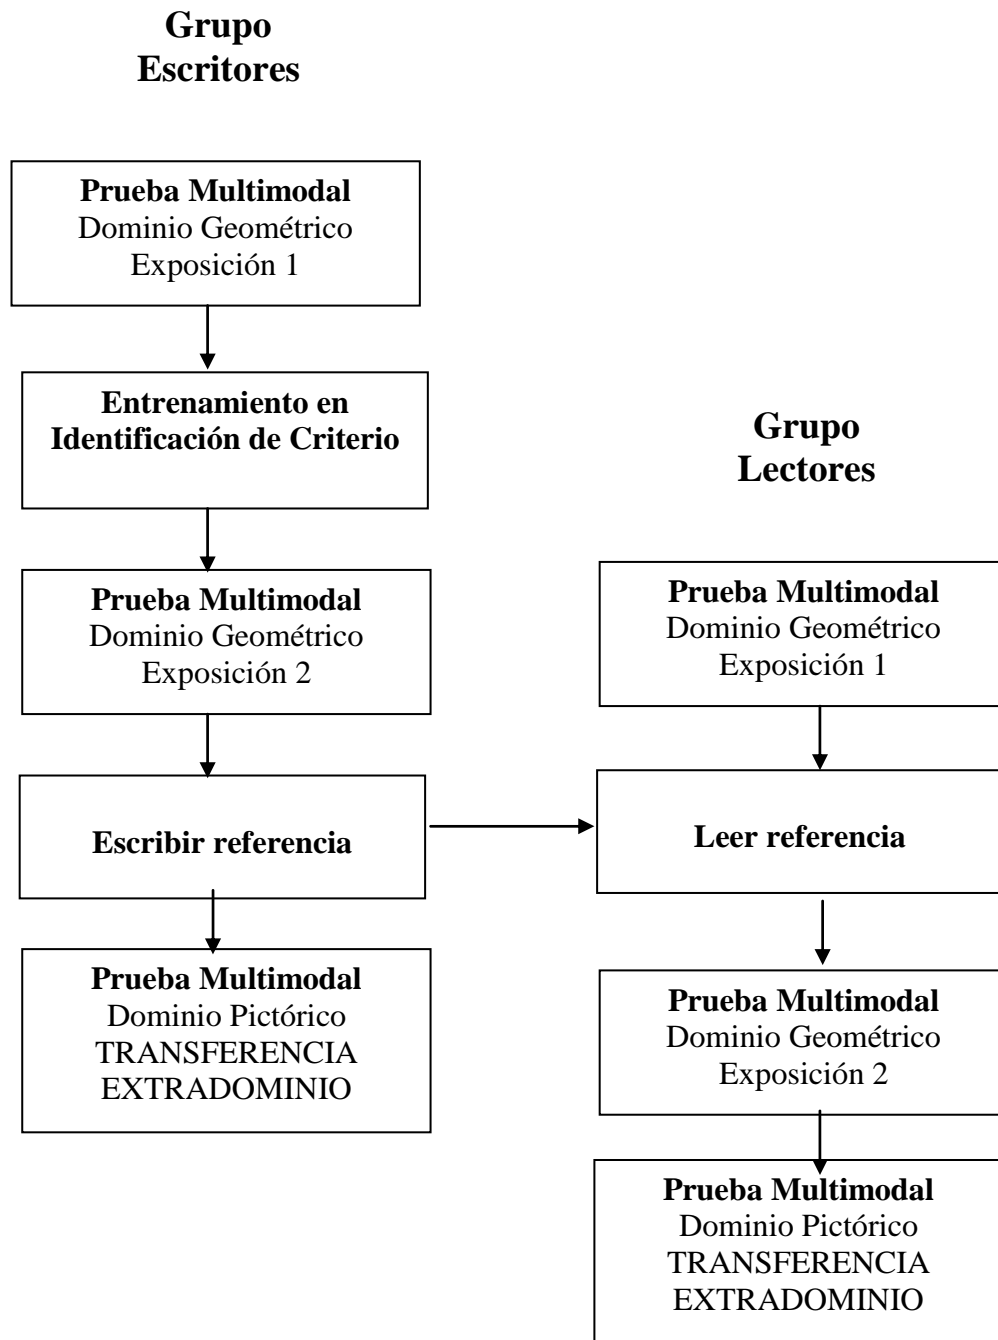 Grupo
Escritores
Prueba Multimodal
Dominio Geométrico
Exposición 1
Entrenamiento en
Identificación de Criterio
Prueba Multimodal
Dominio Geométrico
Exposición 2
Escribir referencia
Prueba Multimodal
Dominio Pictórico
TRANSFERENCIA
EXTRADOMINIO
Grupo
Lectores
Prueba Multimodal
Dominio Geométrico
Exposición 1
Leer referencia
Prueba Multimodal
Dominio Geométrico
Exposición 2
Prueba Multimodal
Dominio Pictórico
TRANSFERENCIA
EXTRADOMINIO